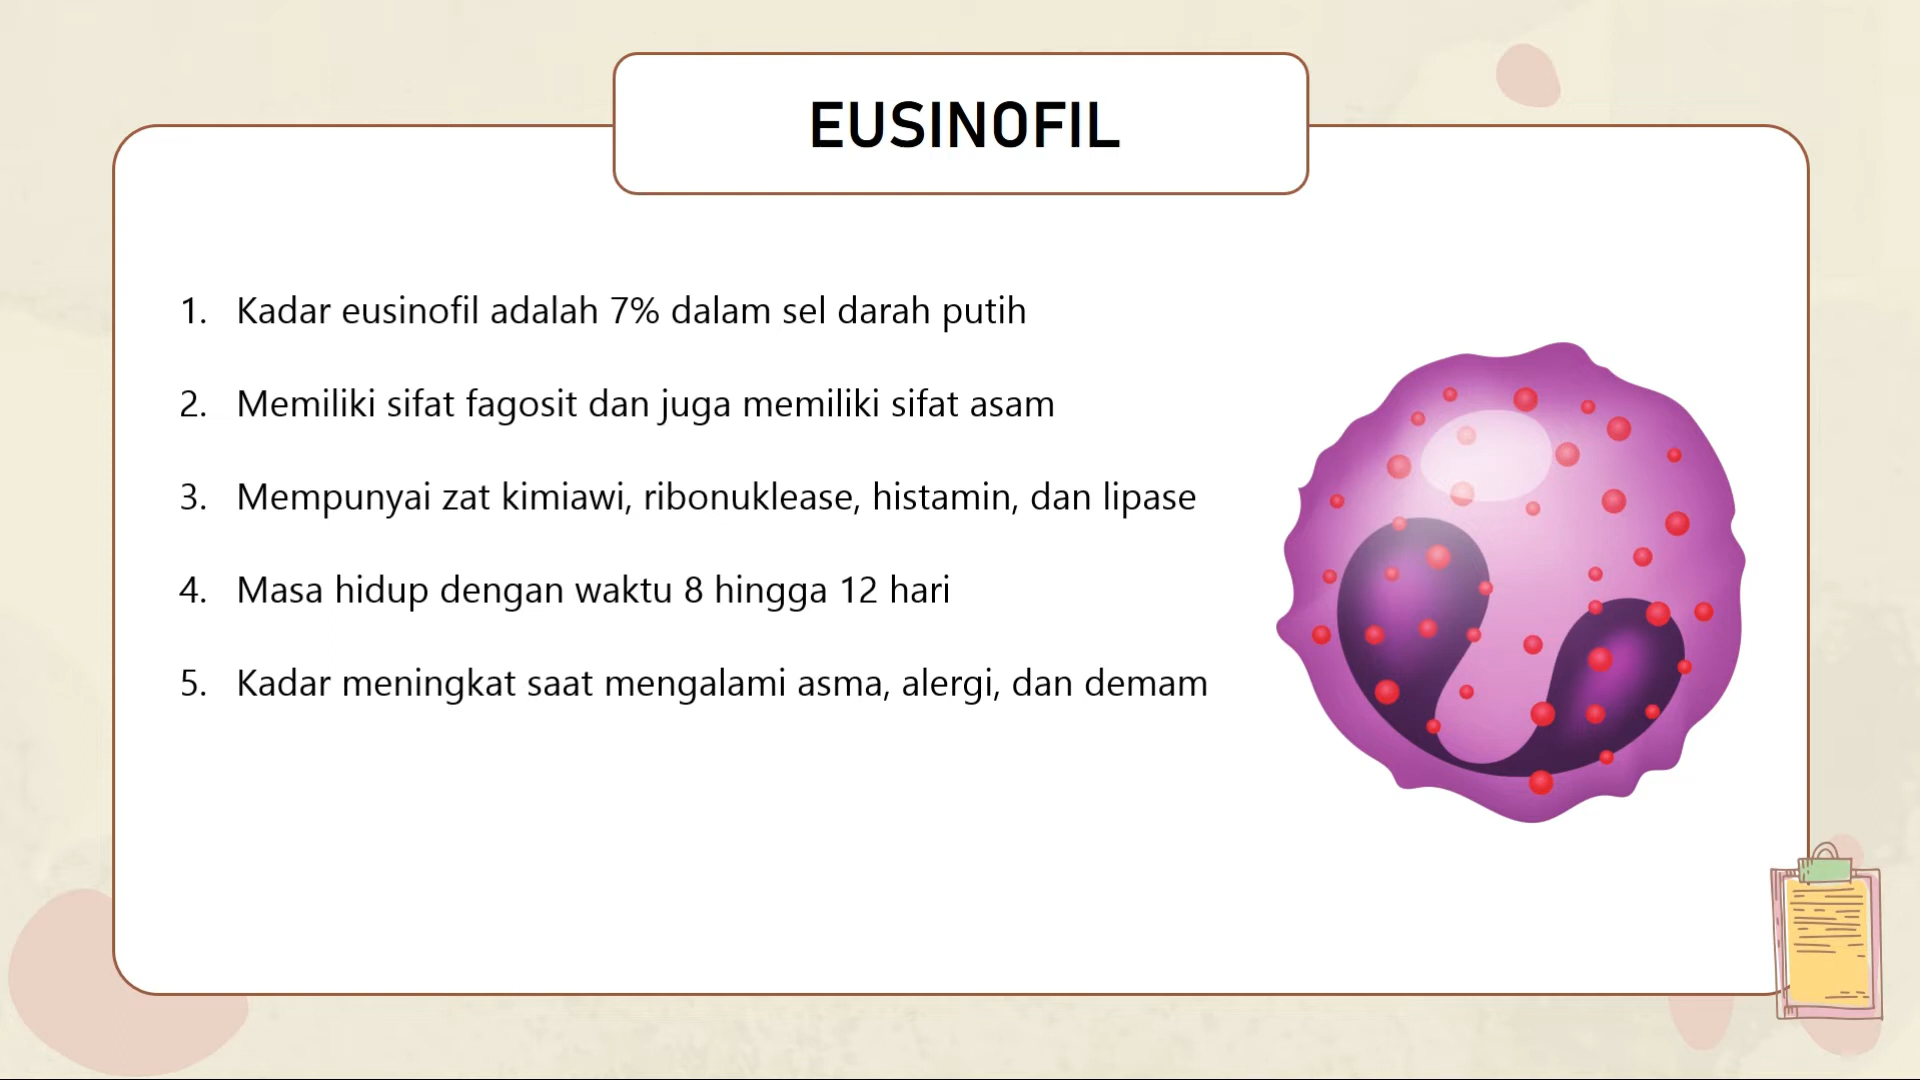 EUSINOFIL
1. Kadar eusinofil adalah 7% dalam sel darah putih
2. Memiliki sifat fagosit dan juga memiliki sifat asam
3. Mempunyai zat kimiawi, ribonuklease, histamin, dan lipase
4. Masa hidup dengan waktu 8 hingga 12 hari
5. Kadar meningkat saat mengalami asma, alergi, dan demam